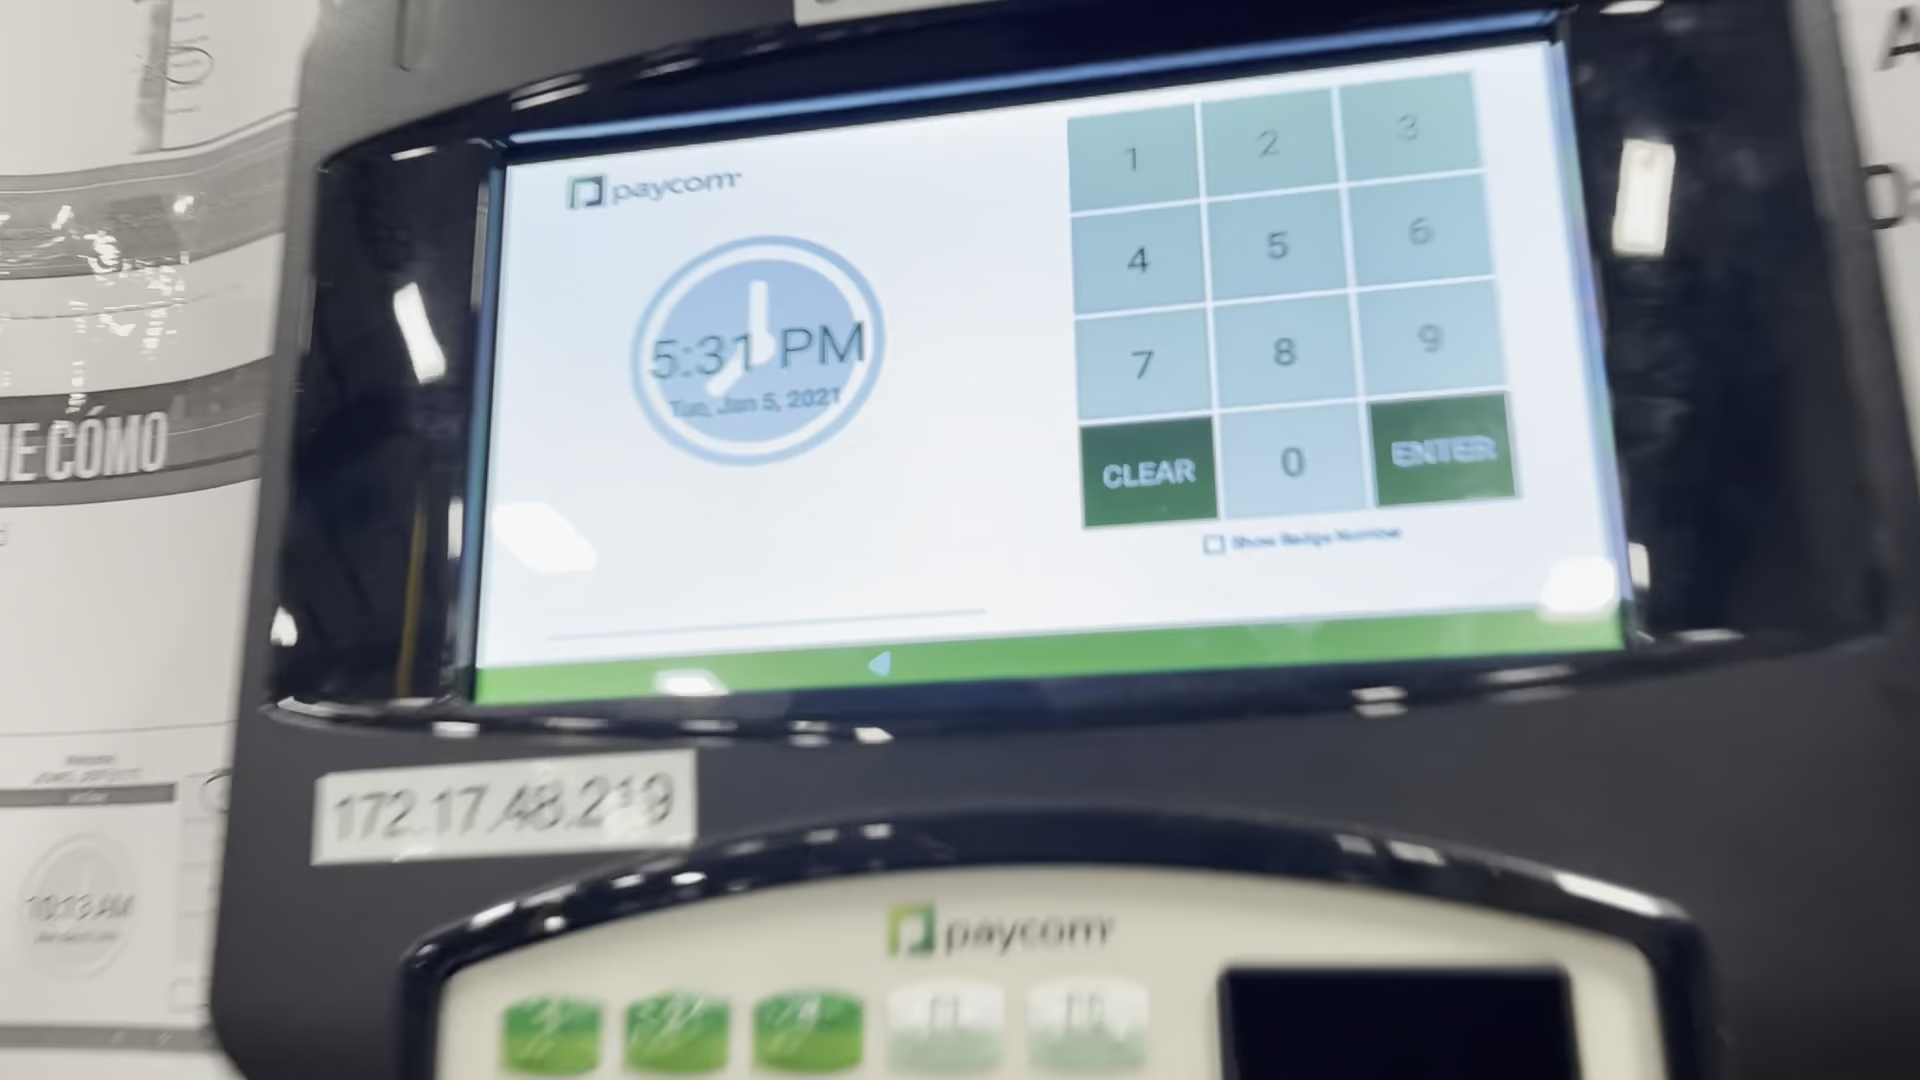 paycom
5:31 PM
Tue, Jan 5, 2021
1 2 3
4 5 6
7 8 9
CLEAR 0 ENTER
Show Badge Number
ME CÓMO
172.17.48.219
10:13 AM
paycom